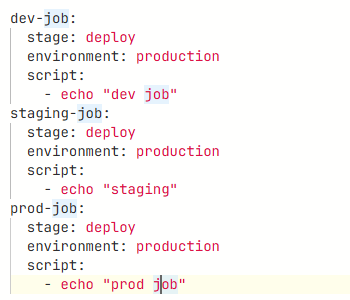 dev-job:
  stage: deploy
  environment: production
  script:
    - echo "dev job"
staging-job:
  stage: deploy
  environment: production
  script:
    - echo "staging"
prod-job:
  stage: deploy
  environment: production
  script:
    - echo "prod job"